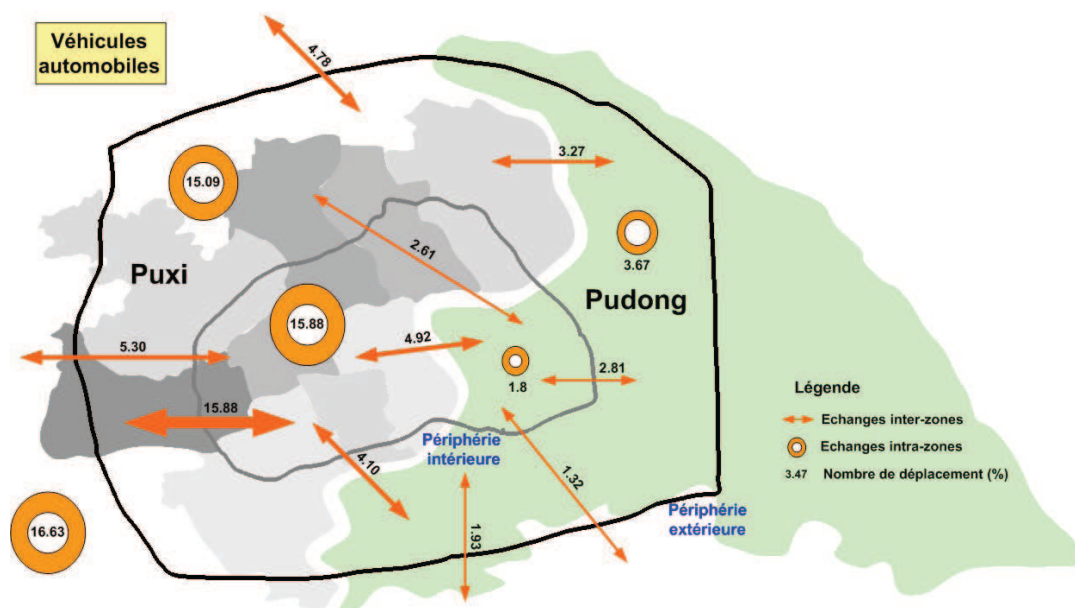 Véhicules
automobiles
4.78
15.09
3.27
2.61
3.67
Puxi
Pudong
15.88
4.92
5.30
1.8
2.81
15.88
Périphérie
intérieure
4.10
1.32
1.93
16.63
Périphérie
extérieure
Légende
Echanges inter-zones
Echanges intra-zones
3.47 Nombre de déplacement (%)